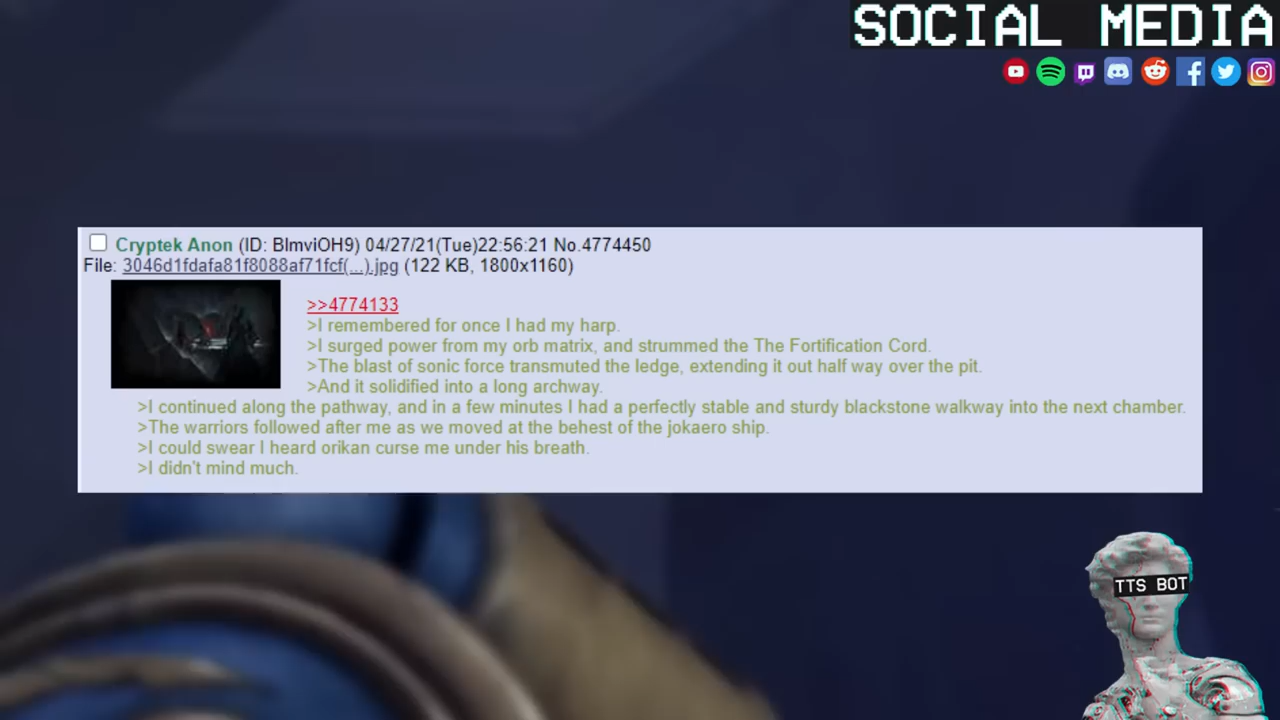 SOCIAL MEDIA
Cryptek Anon (ID: BlmviOH9) 04/27/21(Tue)22:56:21 No.4774450
File: 3046d1fdafa81f8088af71fcf(...).jpg (122 KB, 1800x1160)
>>4774133
>I remembered for once I had my harp.
>I surged power from my orb matrix, and strummed the The Fortification Cord.
>The blast of sonic force transmuted the ledge, extending it out half way over the pit.
>And it solidified into a long archway.
>I continued along the pathway, and in a few minutes I had a perfectly stable and sturdy blackstone walkway into the next chamber.
>The warriors followed after me as we moved at the behest of the jokaero ship.
>I could swear I heard orikan curse me under his breath.
>I didn't mind much.
TTS BOT